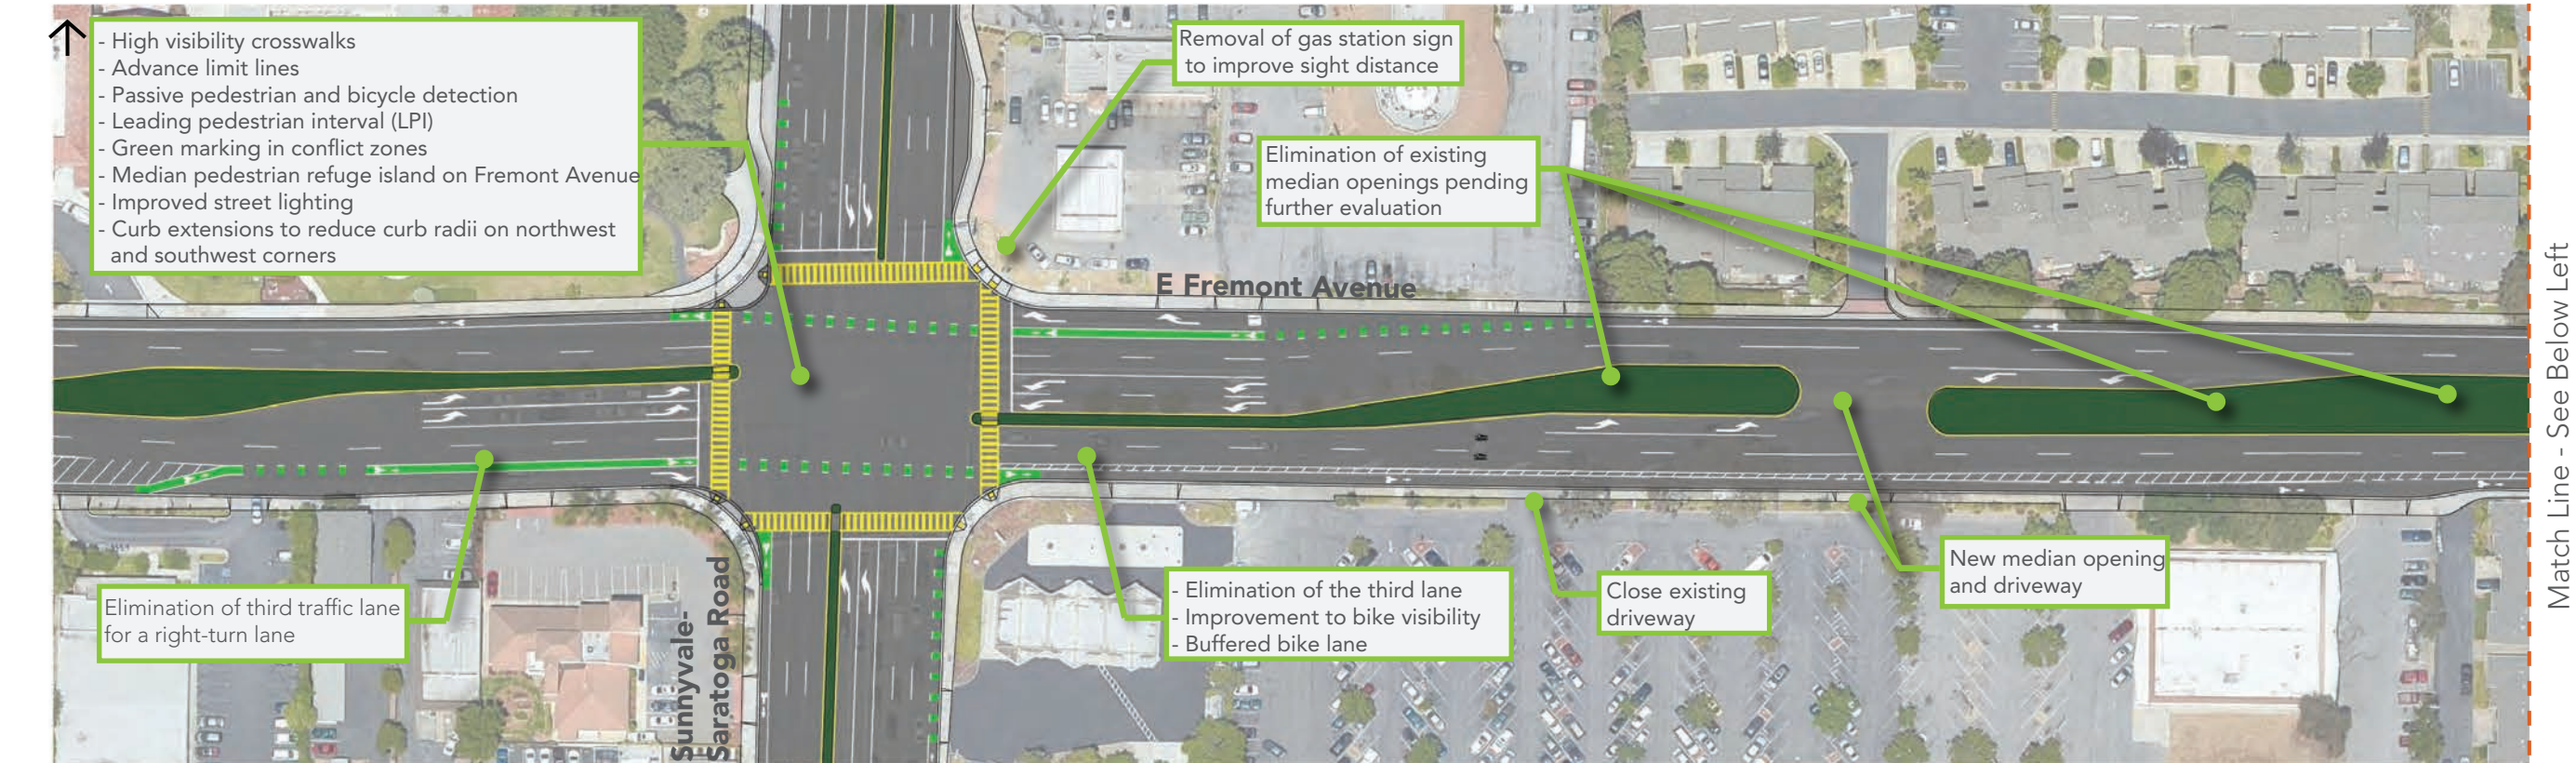 - High visibility crosswalks
- Advance limit lines
- Passive pedestrian and bicycle detection
- Leading pedestrian interval (LPI)
- Green marking in conflict zones
- Median pedestrian refuge island on Fremont Avenue
- Improved street lighting
- Curb extensions to reduce curb radii on northwest
and southwest corners
Removal of gas station sign
to improve sight distance
Elimination of existing
median openings pending
further evaluation
E Fremont Avenue
Elimination of third traffic lane
for a right-turn lane
Sunnyvale-
Saratoga Road
- Elimination of the third lane
- Improvement to bike visibility
- Buffered bike lane
Close existing
driveway
New median opening
and driveway
Match Line - See Below Left